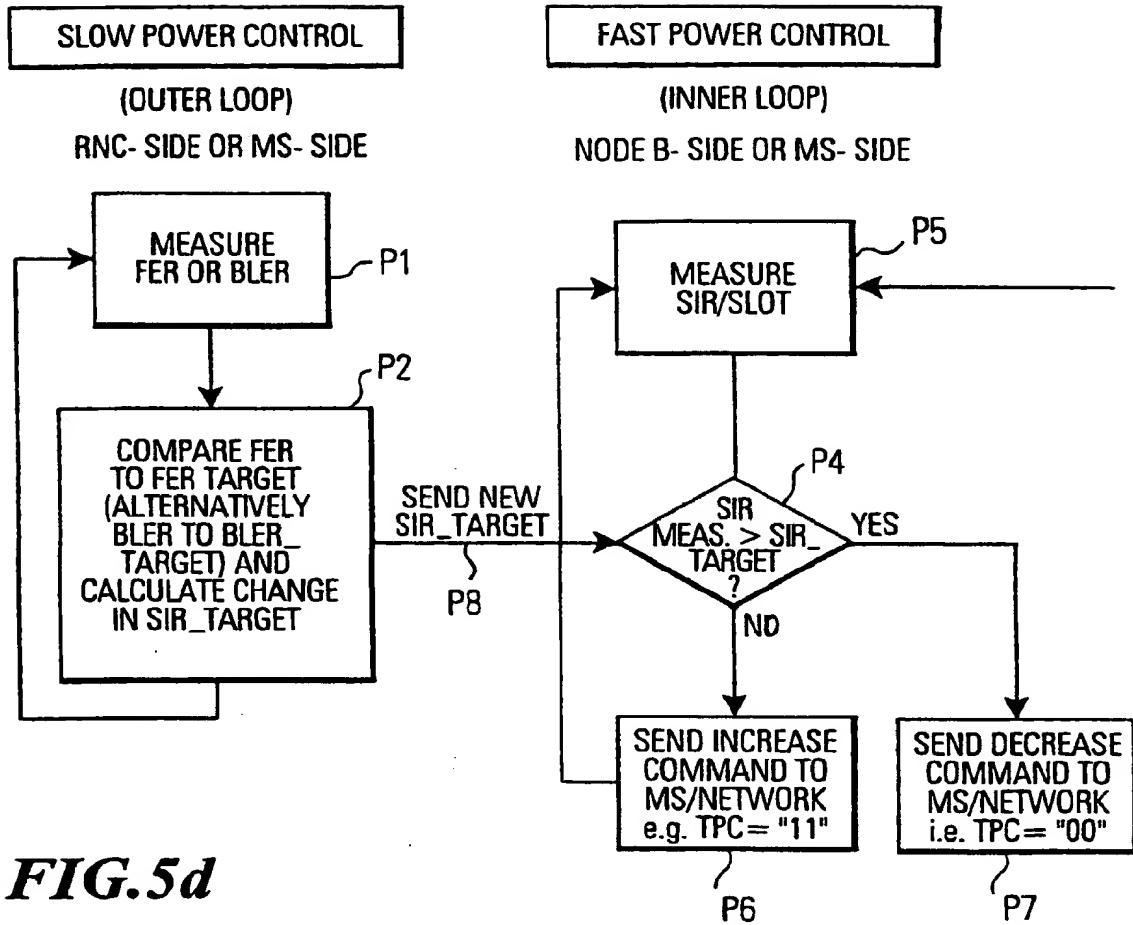 SLOW POWER CONTROL
(OUTER LOOP)
RNC- SIDE OR MS- SIDE
MEASURE
FER OR BLER
P1
P2
COMPARE FER
TO FER TARGET
(ALTERNATIVELY
BLER TO BLER_
TARGET) AND
CALCULATE CHANGE
IN SIR_TARGET
SEND NEW
SIR_TARGET
P8
FAST POWER CONTROL
(INNER LOOP)
NODE B- SIDE OR MS- SIDE
P5
MEASURE
SIR/SLOT
P4
SIR
MEAS. > SIR_
TARGET
?
YES
NO
SEND INCREASE
COMMAND TO
MS/NETWORK
e.g. TPC= "11"
P6
SEND DECREASE
COMMAND TO
MS/NETWORK
i.e. TPC= "00"
P7
FIG.5d